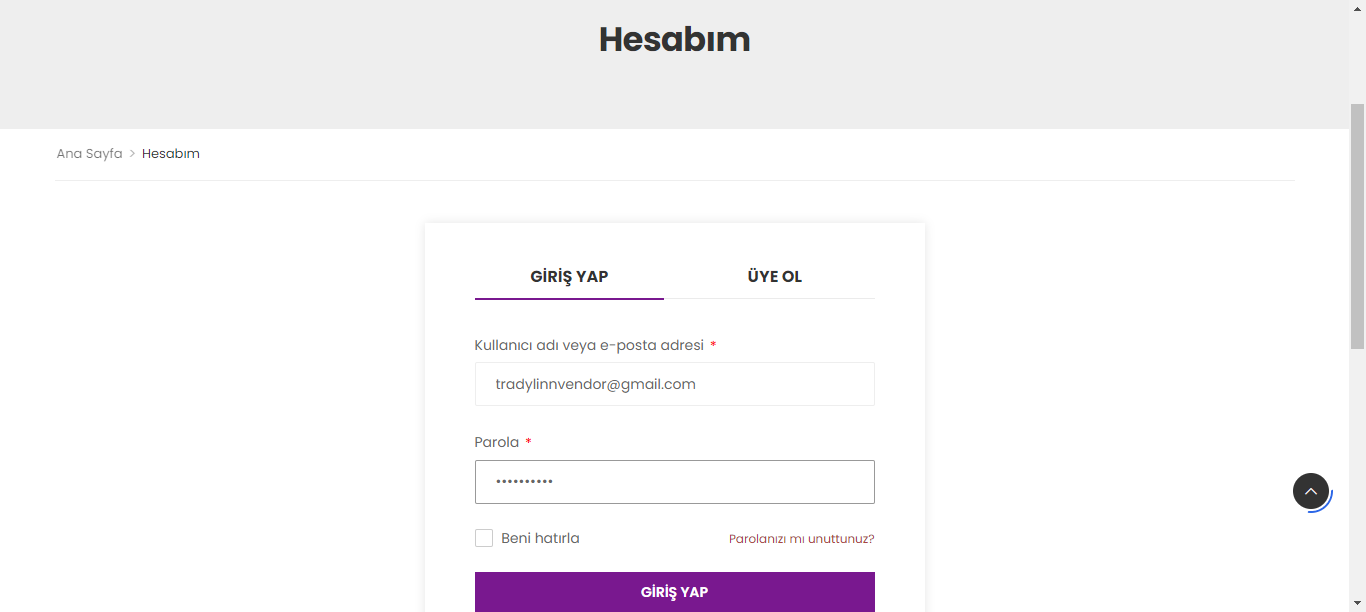 Hesabım
Ana Sayfa > Hesabım
GİRİŞ YAP ÜYE OL
Kullanıcı adı veya e-posta adresi *
tradylinnvendor@gmail.com
Parola *
••••••••••
Beni hatırla Parolanızı mı unuttunuz?
GİRİŞ YAP